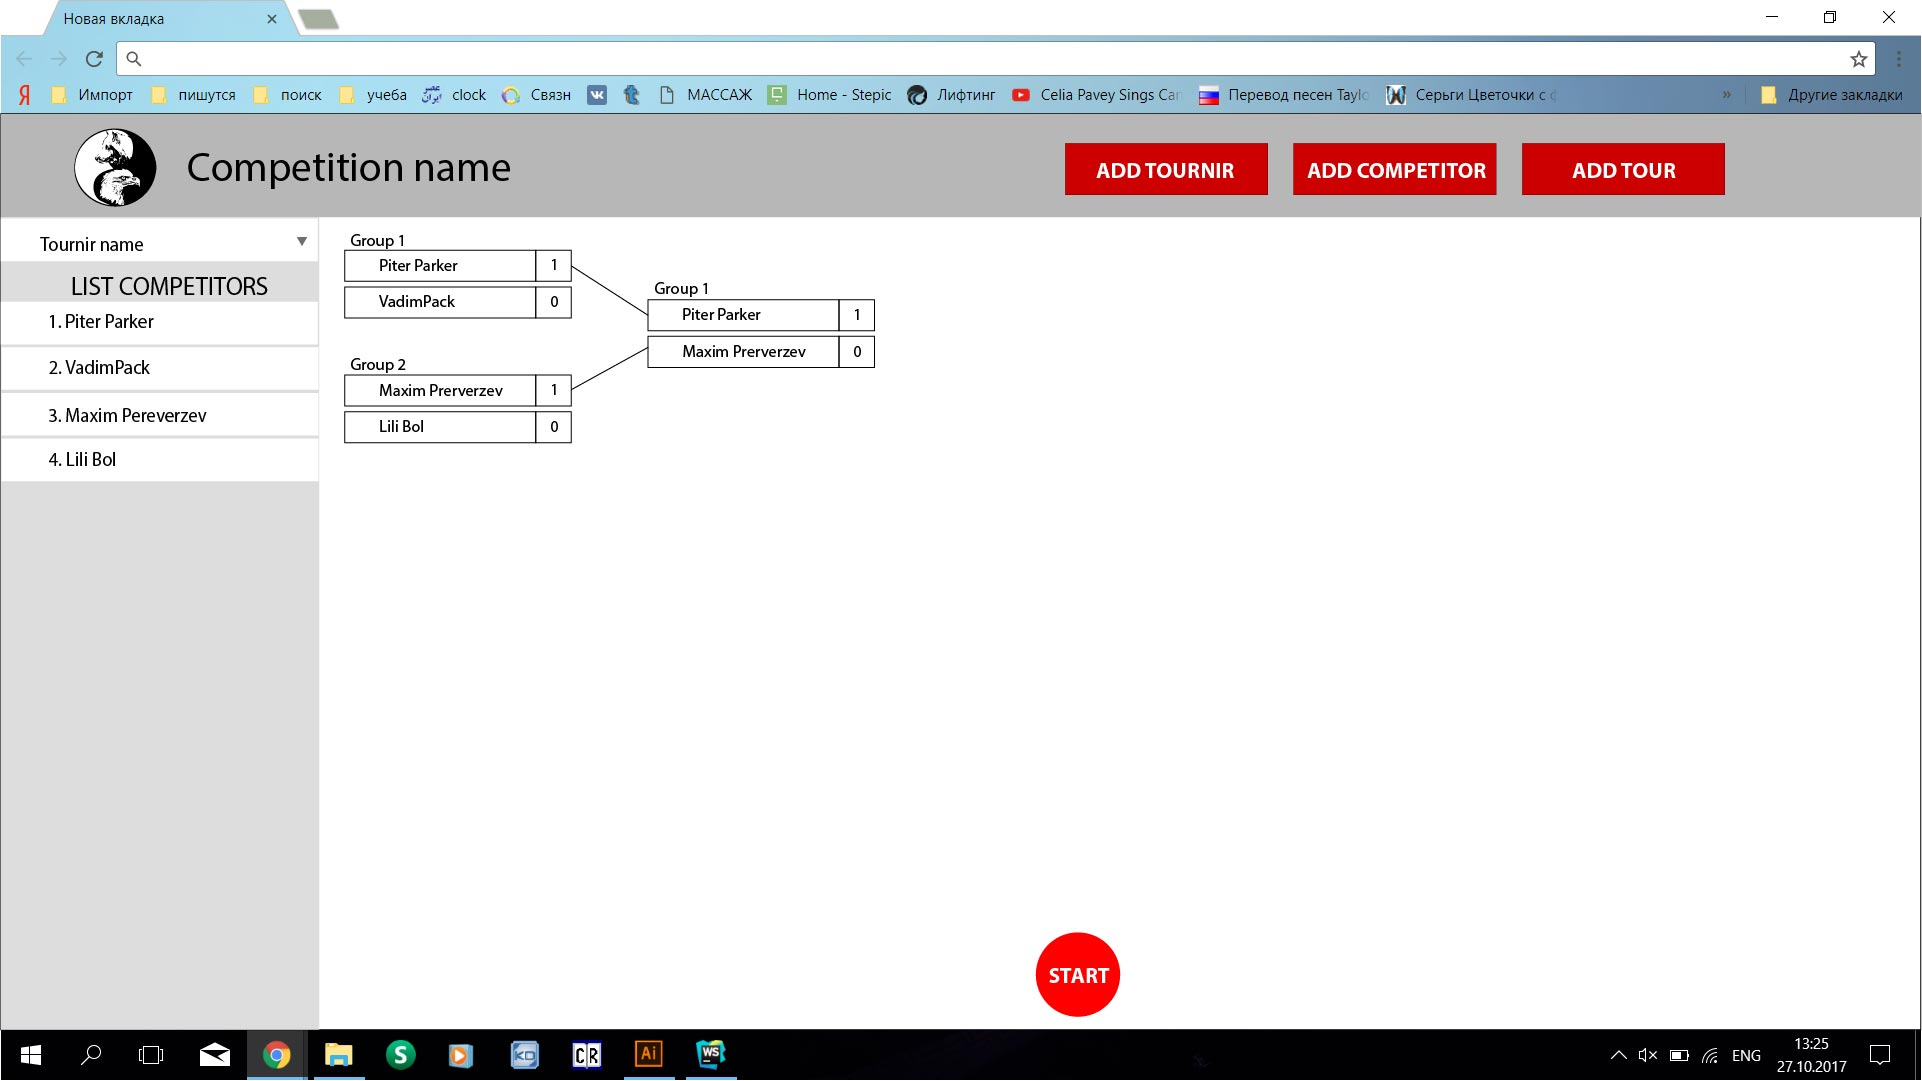 Новая вкладка
Импорт пишутся поиск учеба clock Связн МАССАЖ Home - Stepic Лифтинг Celia Pavey Sings Can Перевод песен Taylo Серьги Цветочки с » Другие закладки
Competition name
ADD TOURNIR ADD COMPETITOR ADD TOUR
Tournir name
LIST COMPETITORS
1. Piter Parker
2. VadimPack
3. Maxim Pereverzev
4. Lili Bol
Group 1
Piter Parker 1
VadimPack 0
Group 2
Maxim Prerverzev 1
Lili Bol 0
Group 1
Piter Parker 1
Maxim Prerverzev 0
START
ENG
13:25
27.10.2017